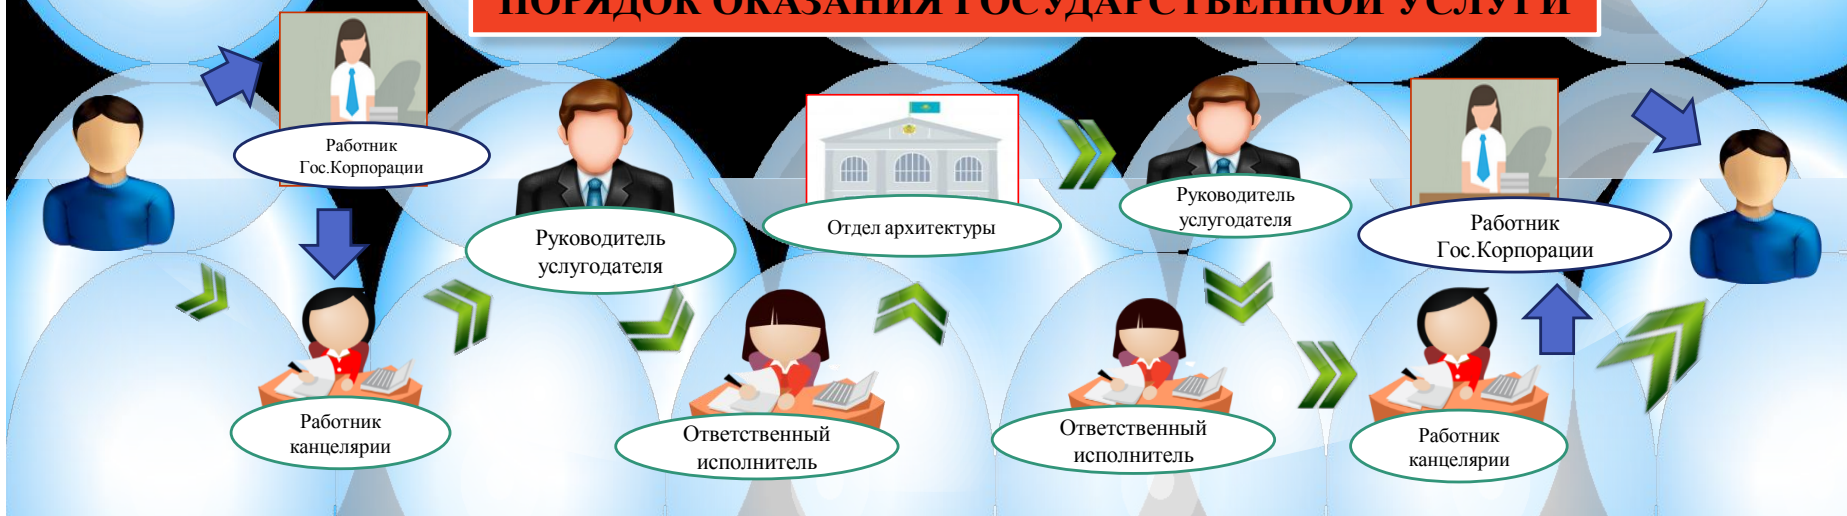 ПОРЯДОК ОКАЗАНИЯ ГОСУДАРСТВЕННОЙ УСЛУГИ
Работник
Гос.Корпорации
Руководитель
услугодателя
Отдел архитектуры
Руководитель
услугодателя
Работник
Гос.Корпорации
Работник
канцелярии
Ответственный
исполнитель
Ответственный
исполнитель
Работник
канцелярии